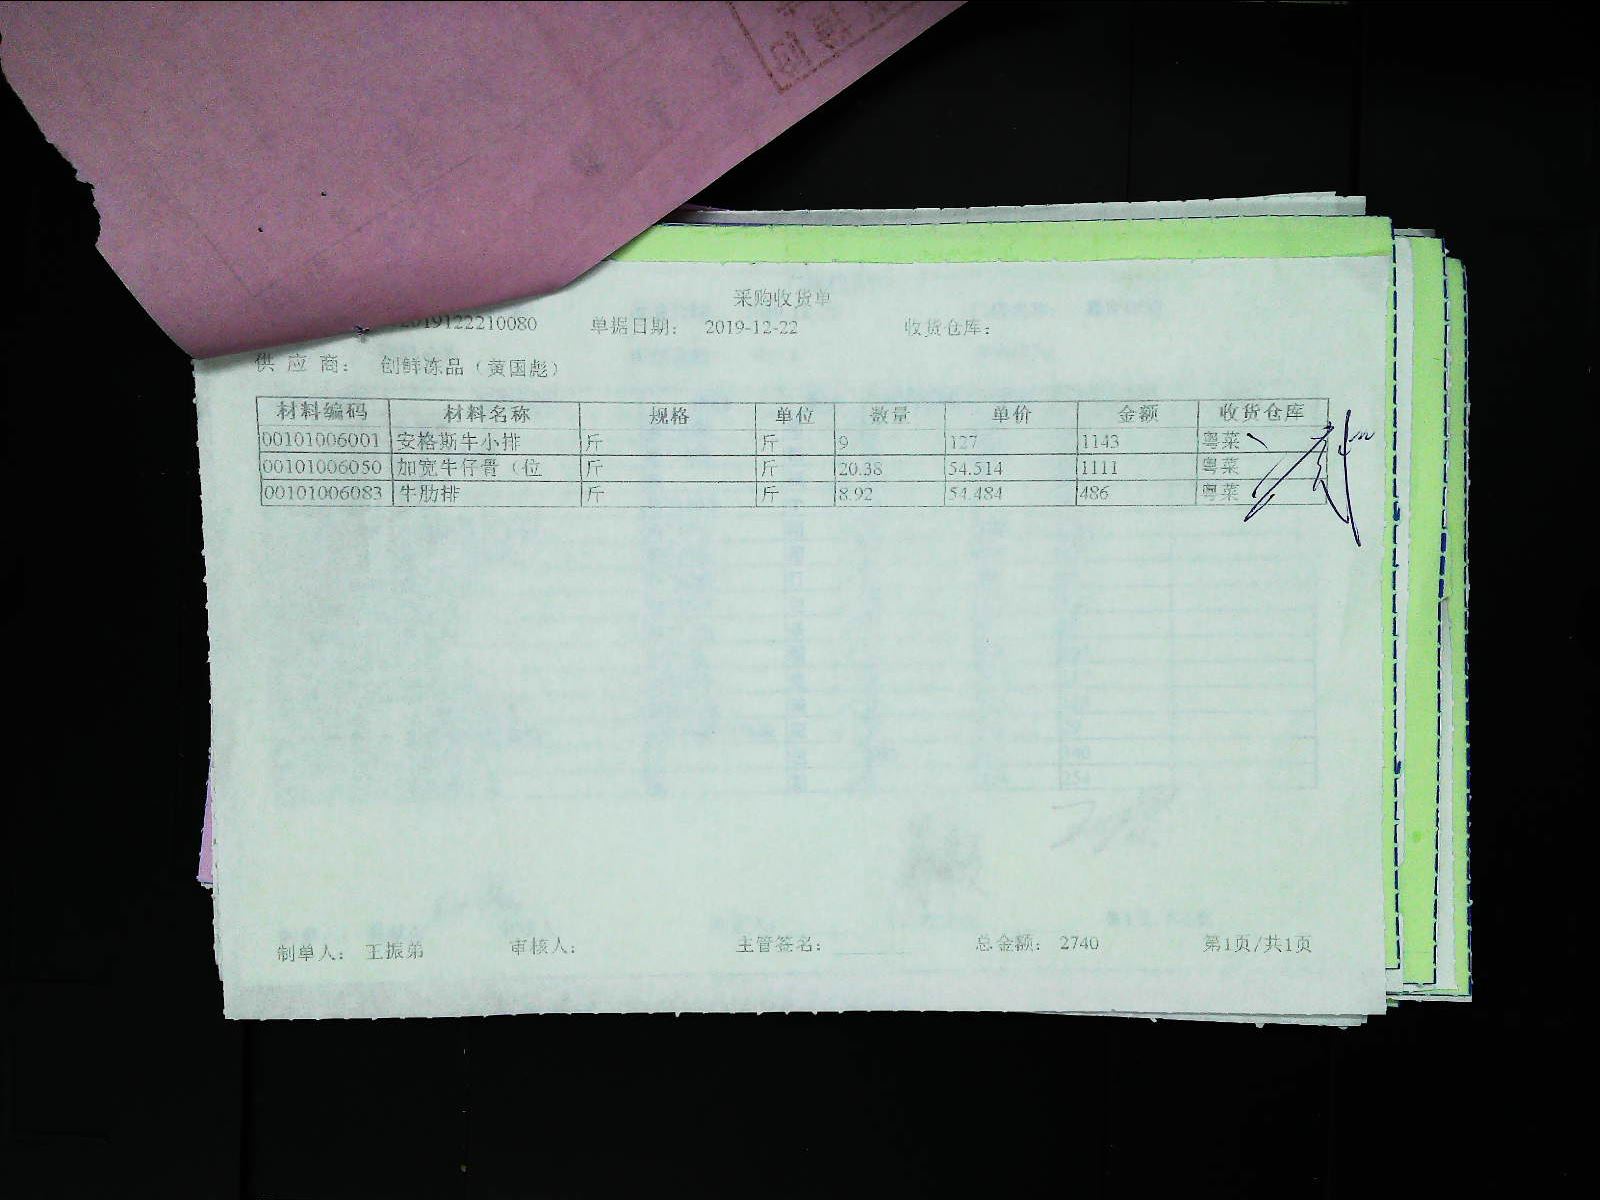 采购收货单
2019122210080 单据日期： 2019-12-22 收货仓库：
供 应 商： 创鲜冻品（黄国彪）
材料编码 材料名称 规格 单位 数量 单价 金额 收货仓库
00101006001 安格斯牛小排 斤 斤 9 127 1143 粤菜
00101006050 加宽牛仔骨（位 斤 斤 20.38 54.514 1111 粤菜
00101006083 牛肋排 斤 斤 8.92 54.484 486 粤菜
制单人： 王振弟 审核人： 主管签名： 总金额： 2740 第1页/共1页